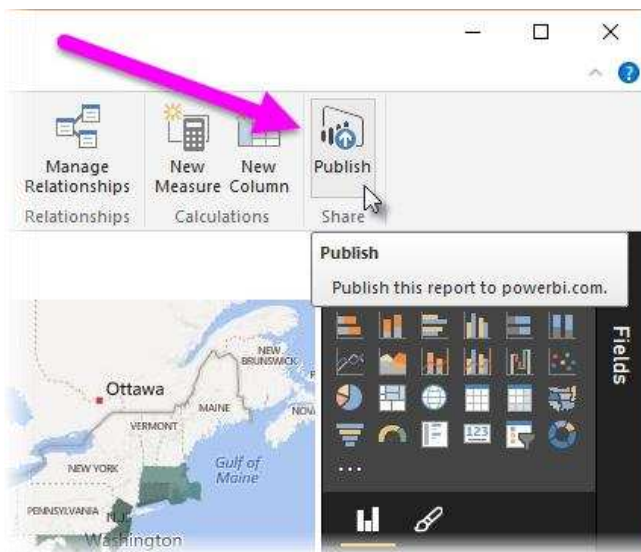 ?
Manage
Relationships
New
Measure
New
Column
Publish
Relationships
Calculations
Share
Publish
Publish this report to powerbi.com.
Fields
NEW
BRUNSWICK
Ottawa
MAINE
VERMONT
NEW YORK
Gulf of
Maine
PENNSYLVANIA
N.J.
Washington
123